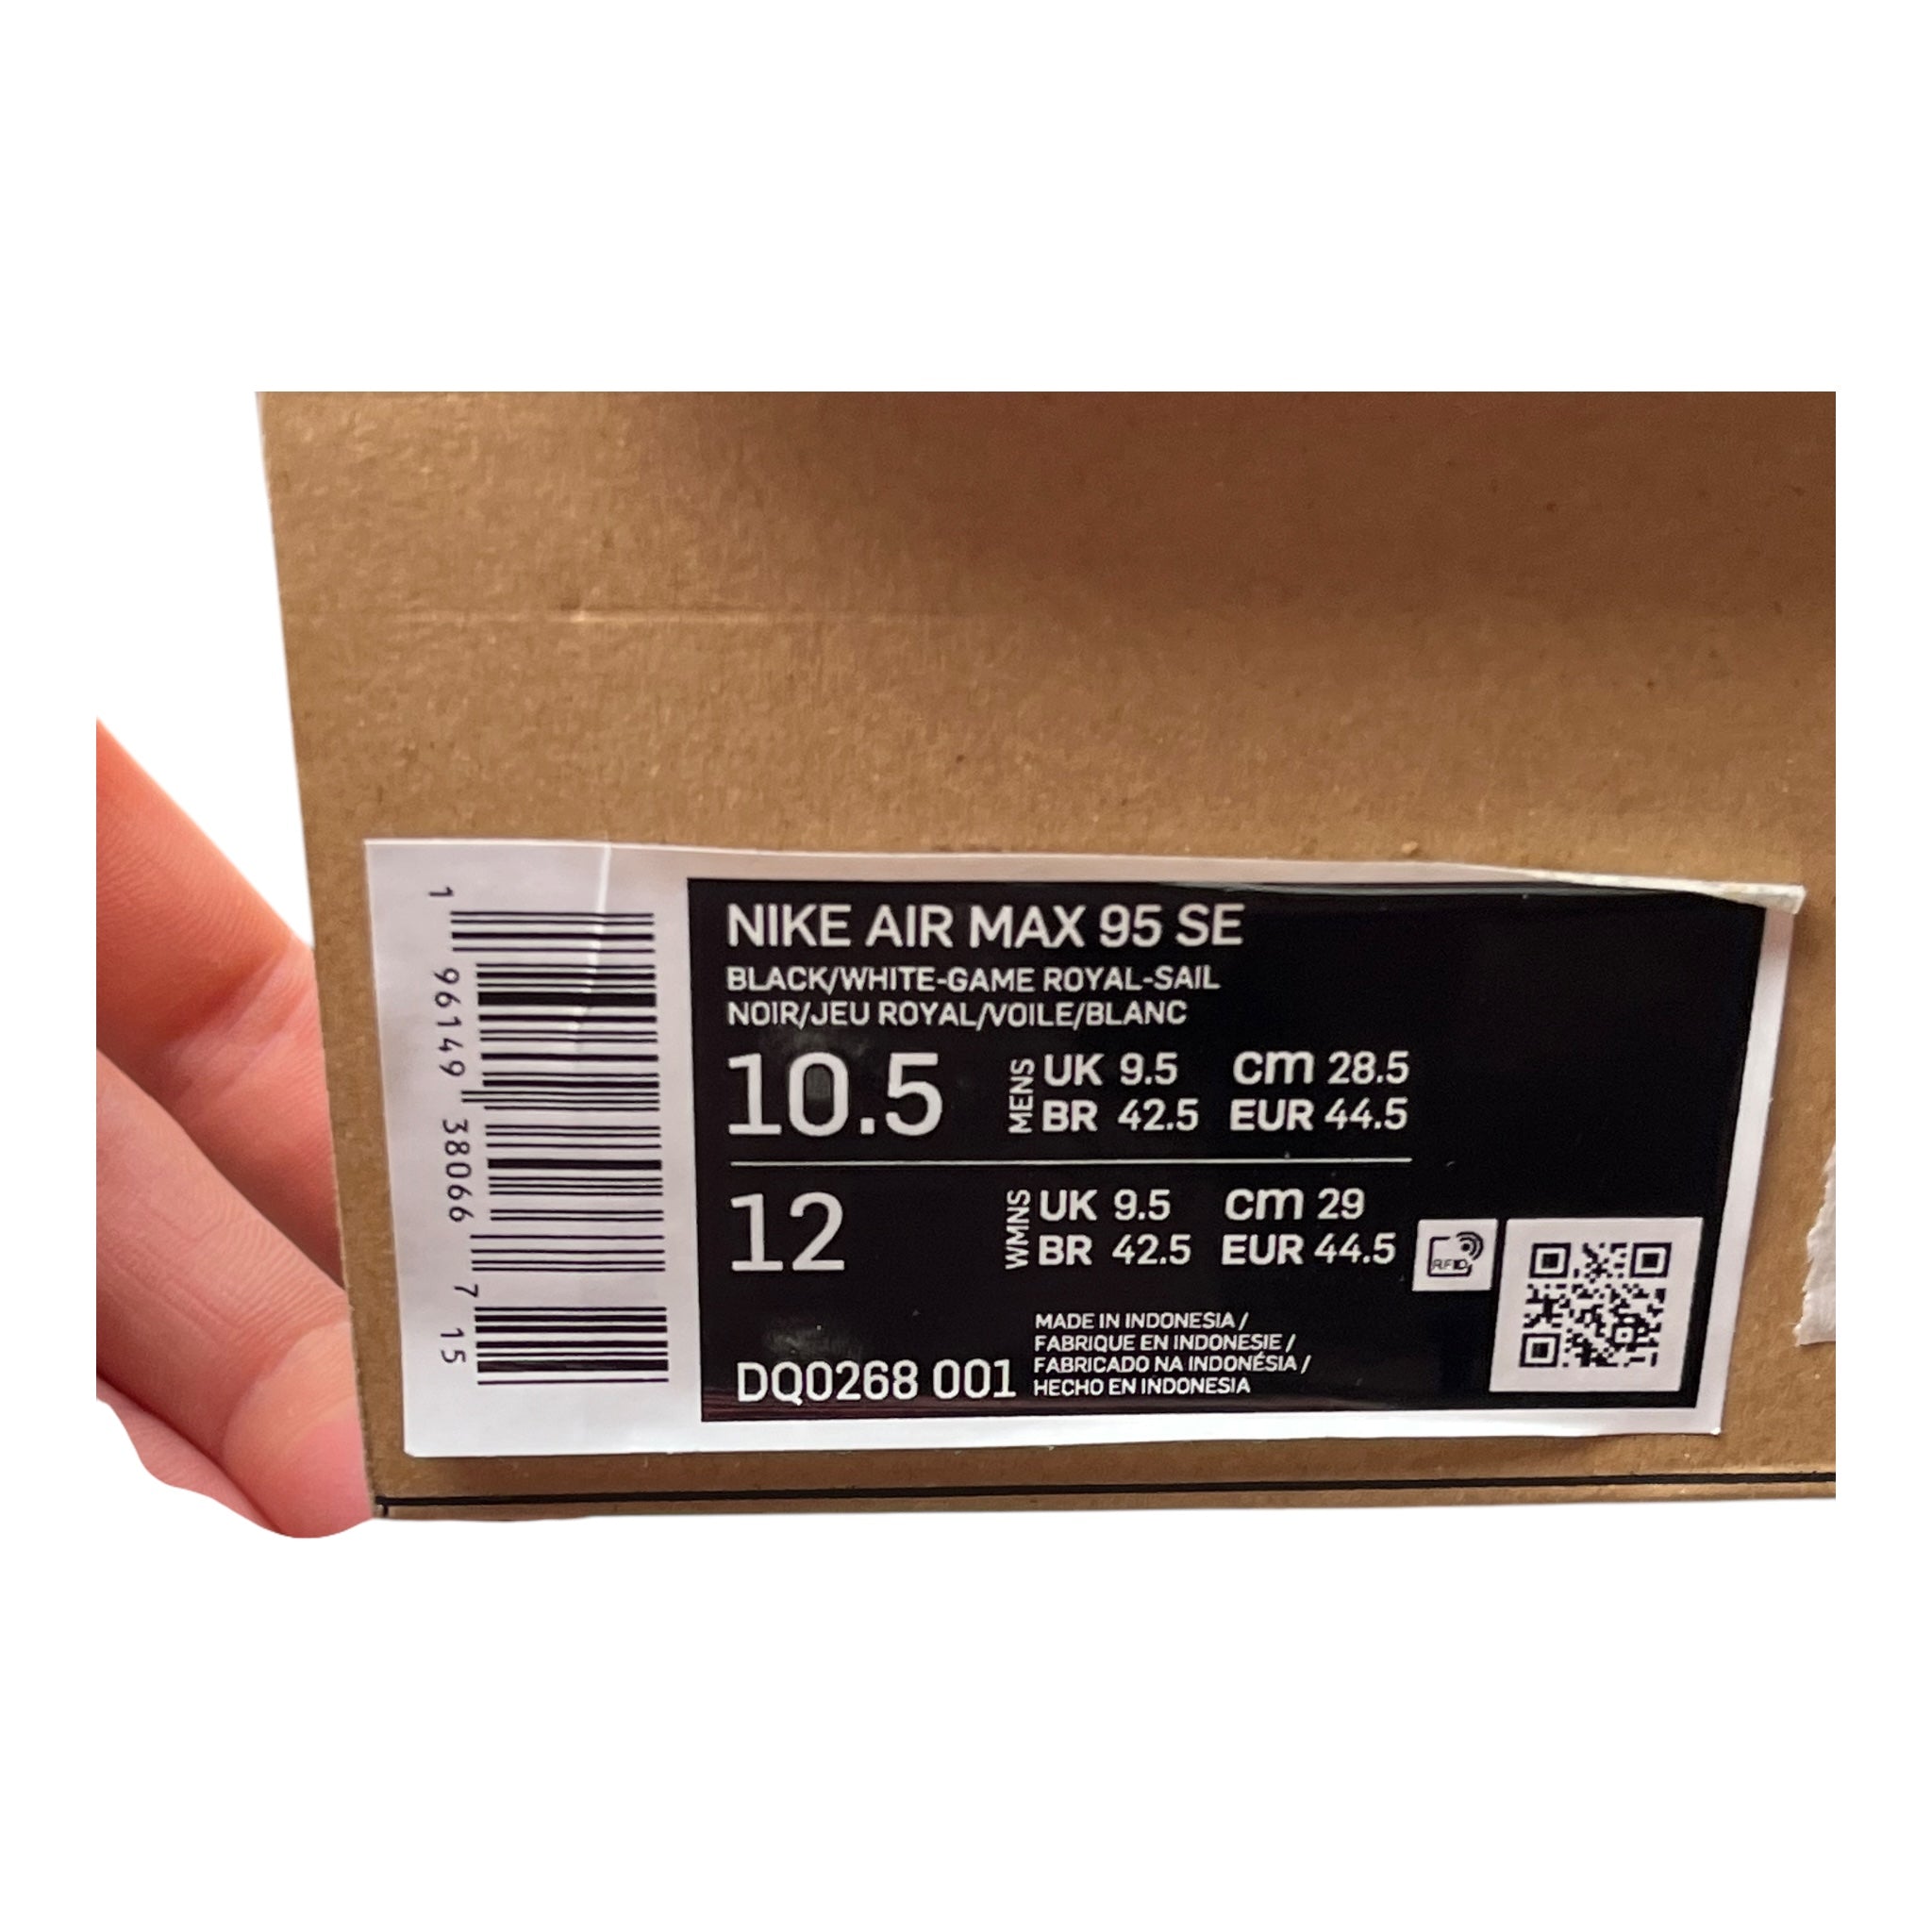 1 96149 38066 7 15
NIKE AIR MAX 95 SE
BLACK/WHITE-GAME ROYAL-SAIL
NOIR/JEU ROYAL/VOILE/BLANC
10.5 MENS UK 9.5 cm 28.5
BR 42.5 EUR 44.5
12 WMNS UK 9.5 cm 29
BR 42.5 EUR 44.5
RFID
MADE IN INDONESIA /
FABRIQUE EN INDONESIE /
FABRICADO NA INDONÉSIA /
HECHO EN INDONESIA
DQ0268 001